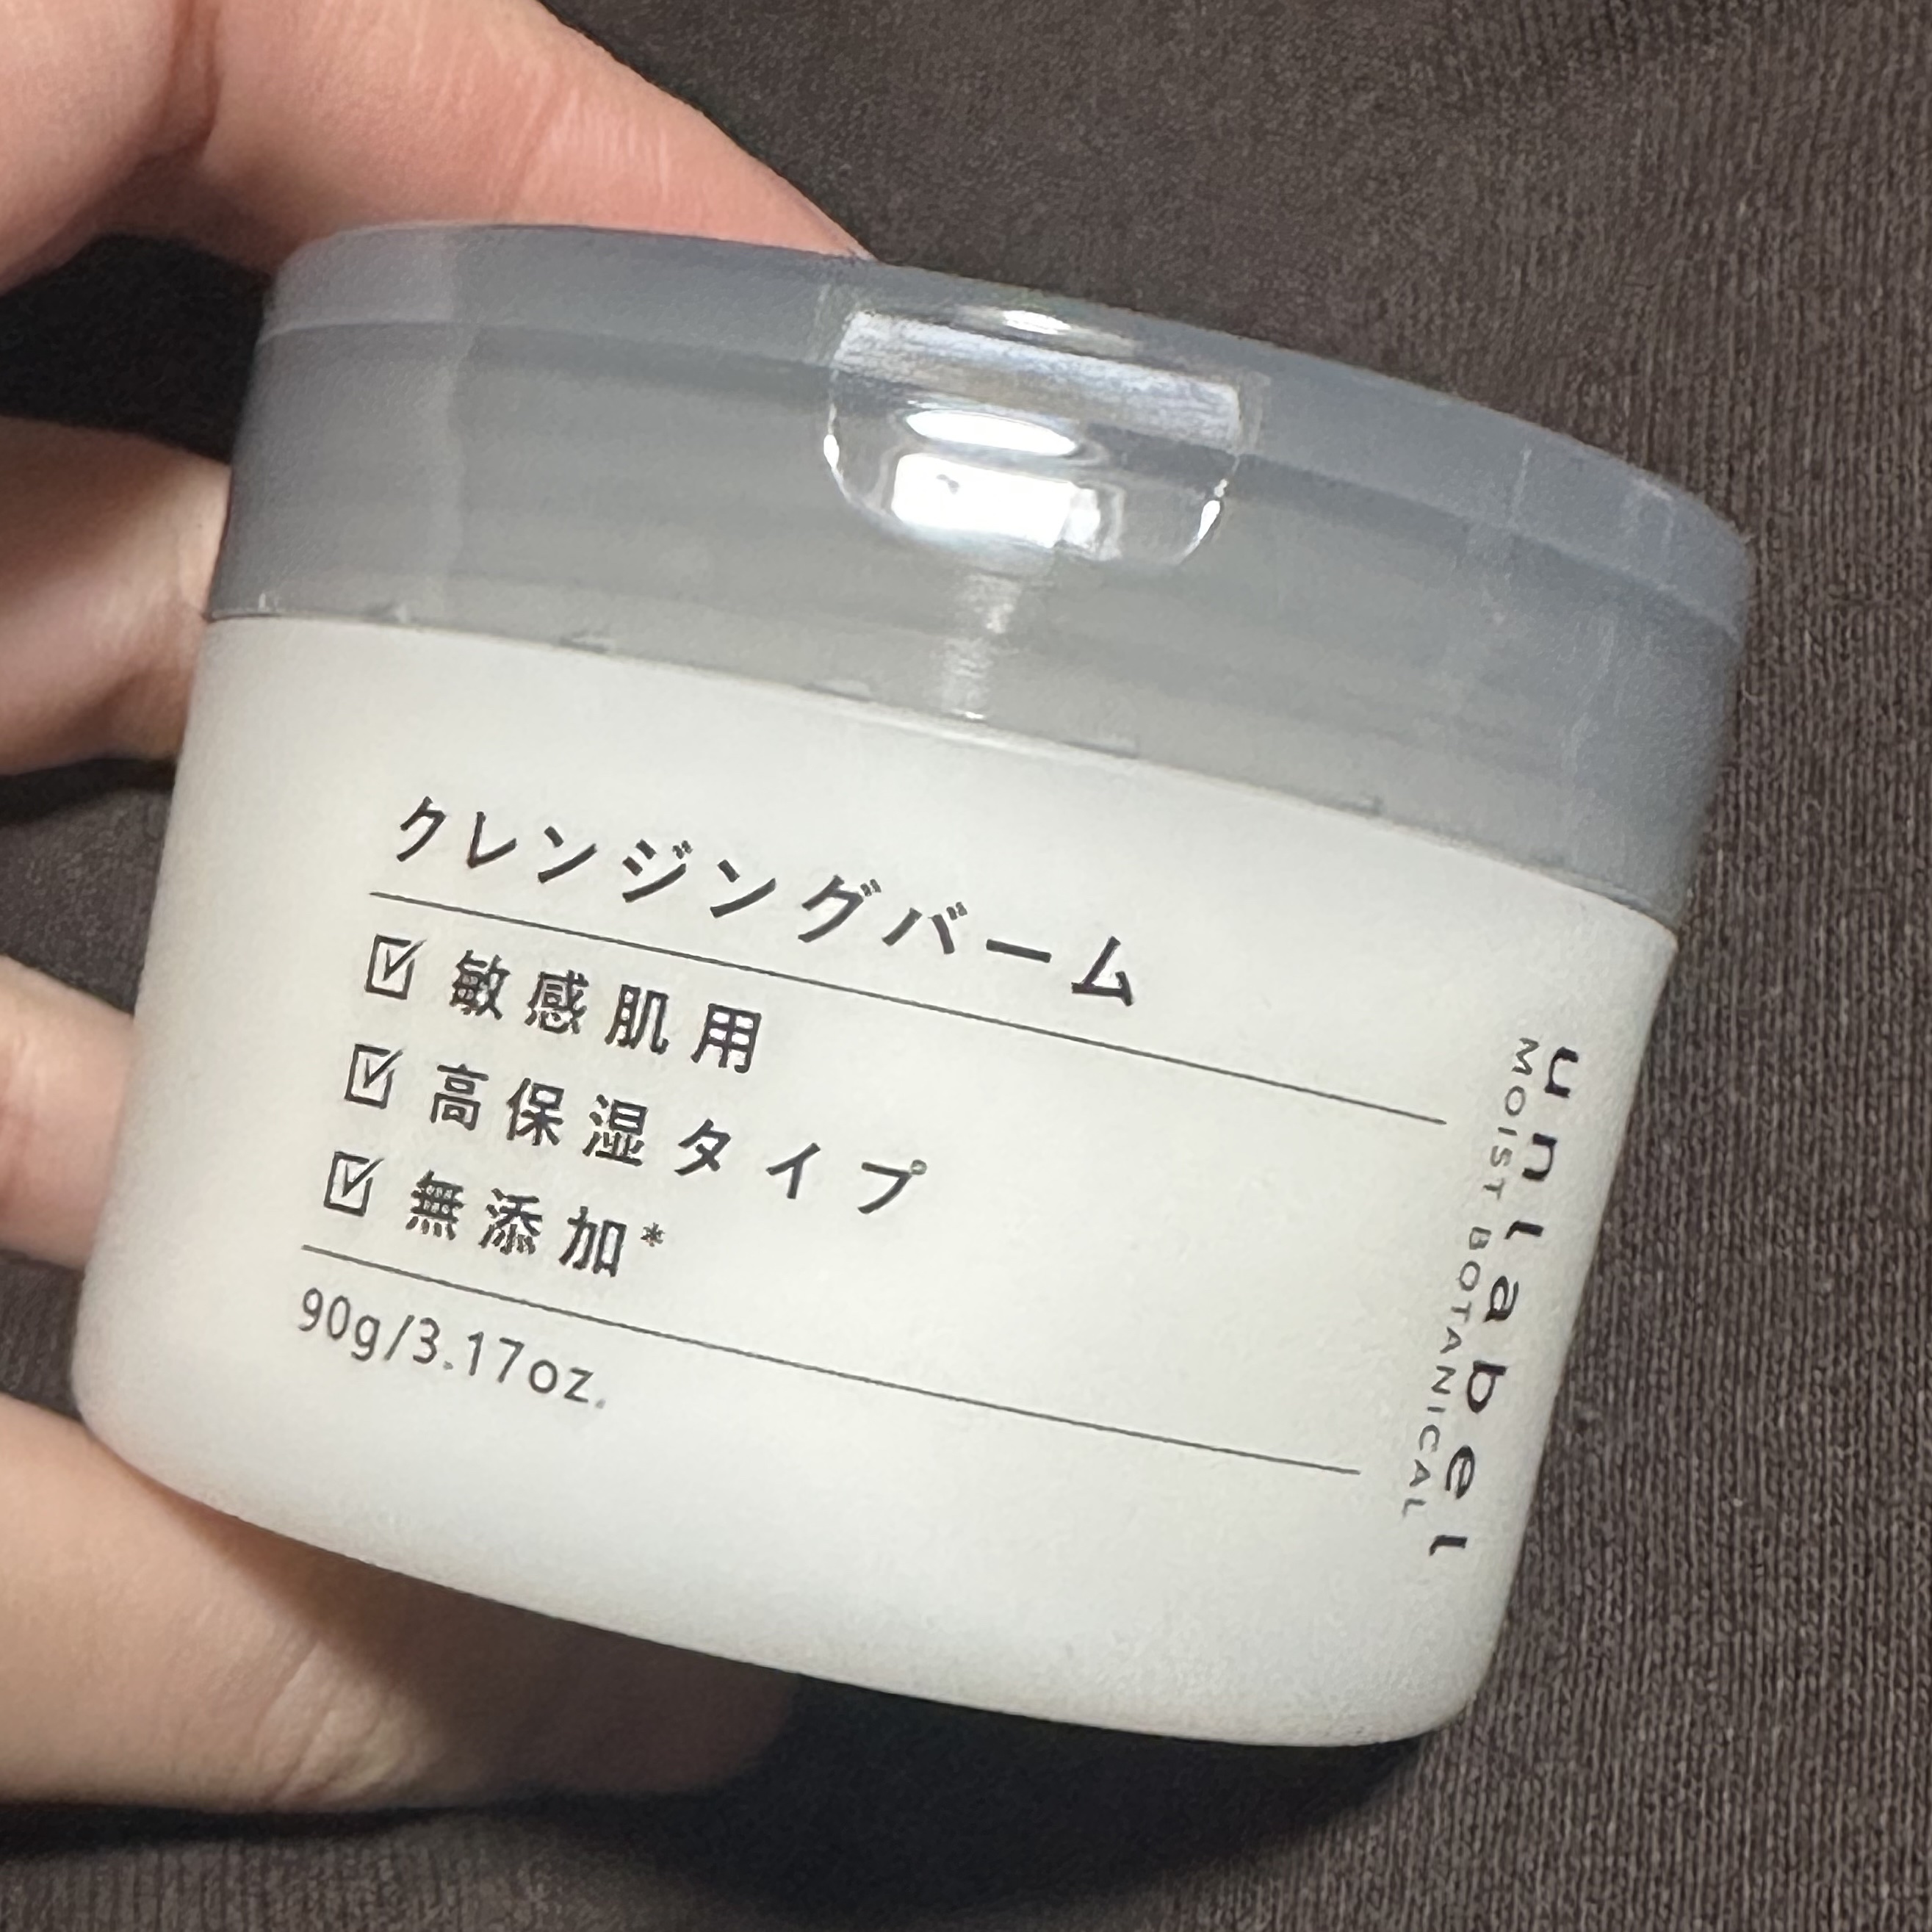 クレンジングバーム
☑ 敏感肌用
☑ 高保湿タイプ
☑ 無添加*
90g/3.17oz.
unlabel
MOIST BOTANICAL